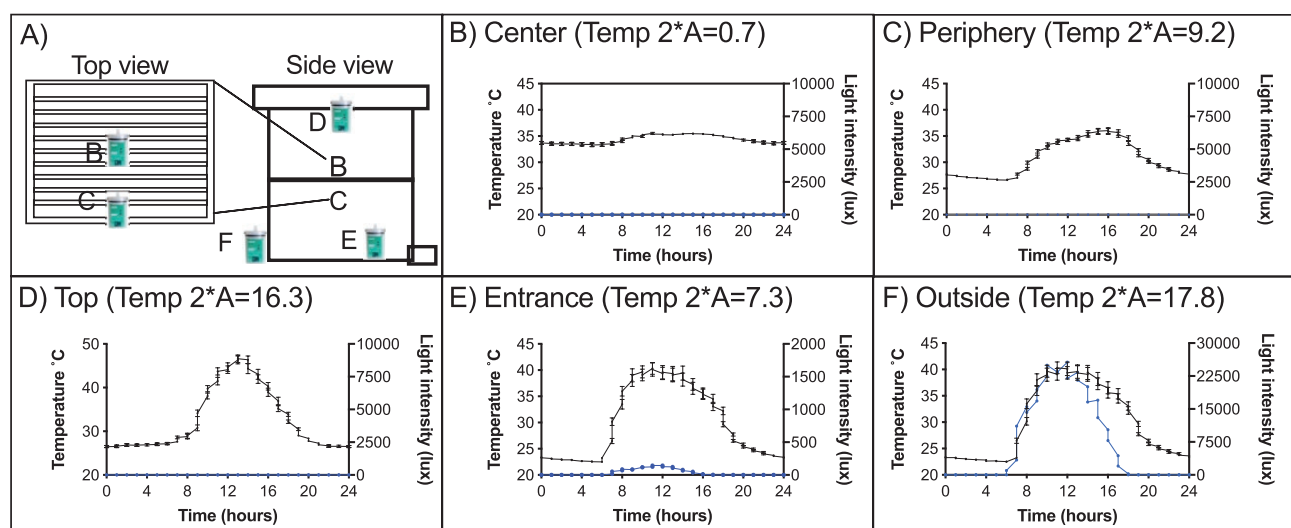 A)
Top view
Side view
B
C
D
B
C
F
E
B) Center (Temp 2*A=0.7)
45
40
35
30
25
20
Temperature ˚C
10000
7500
5000
2500
0
Light intensity (lux)
0 4 8 12 16 20 24
Time (hours)
C) Periphery (Temp 2*A=9.2)
45
40
35
30
25
20
Temperature ˚C
10000
7500
5000
2500
0
Light intensity (lux)
0 4 8 12 16 20 24
Time (hours)
D) Top (Temp 2*A=16.3)
50
40
30
20
Temperature ˚C
10000
7500
5000
2500
0
Light intensity (lux)
0 4 8 12 16 20 24
Time (hours)
E) Entrance (Temp 2*A=7.3)
45
40
35
30
25
20
Temperature ˚C
2000
1500
1000
500
0
Light intensity (lux)
0 4 8 12 16 20 24
Time (hours)
F) Outside (Temp 2*A=17.8)
45
40
35
30
25
20
Temperature ˚C
30000
22500
15000
7500
0
Light intensity (lux)
0 4 8 12 16 20 24
Time (hours)